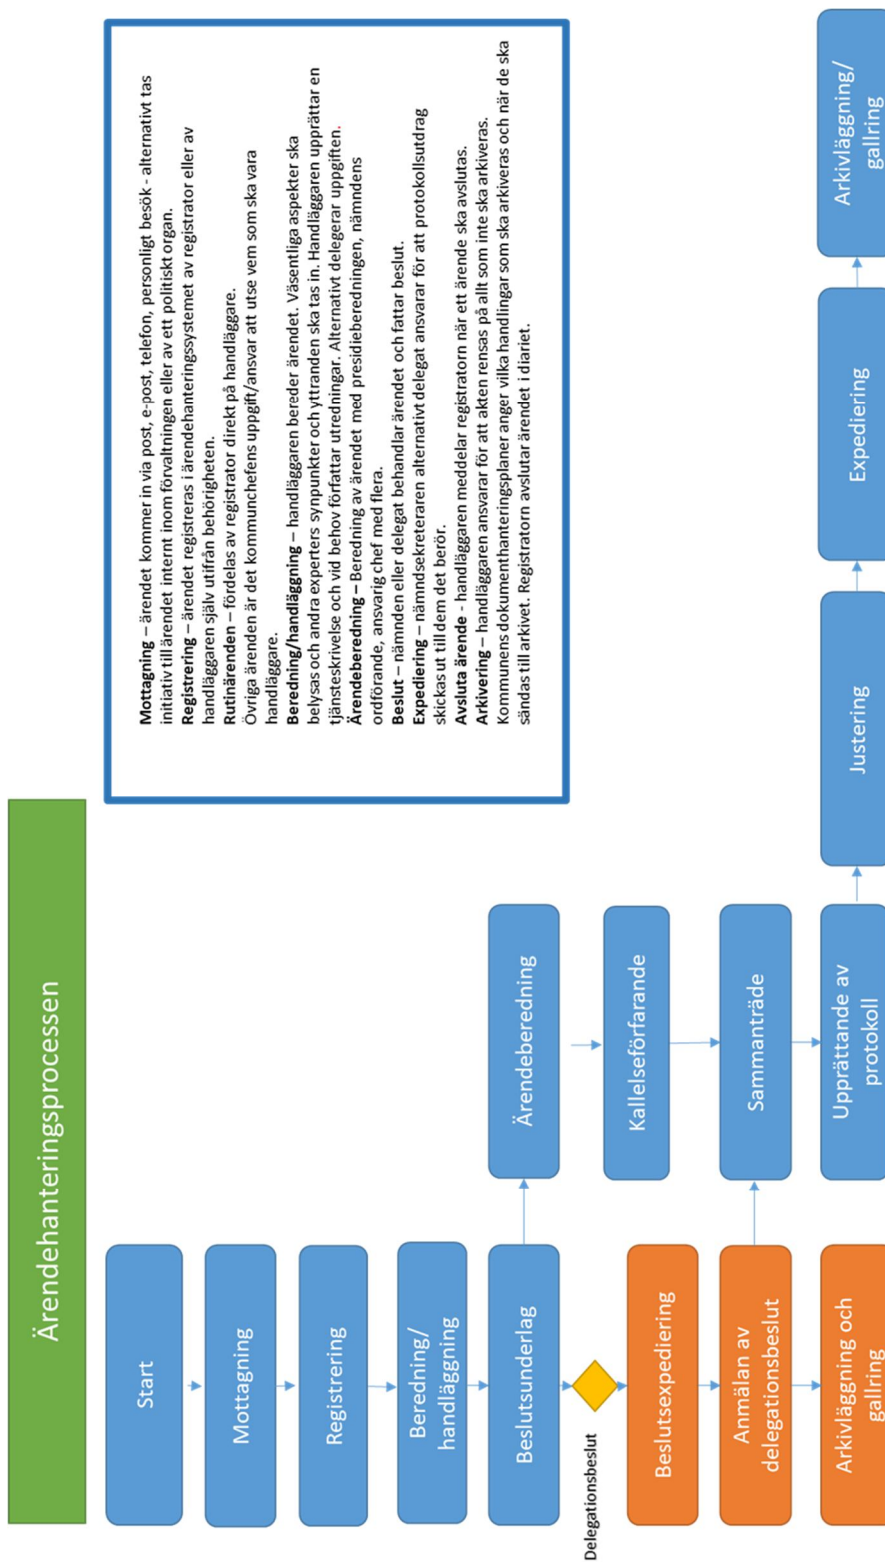 Ärendehanteringsprocessen
Start
Mottagning
Registrering
Beredning/
handläggning
Beslutsunderlag
Delegationsbeslut
Beslutsexpediering
Anmälan av
delegationsbeslut
Arkivläggning och
gallring
Ärendeberedning
Kallelseförfarande
Sammanträde
Upprättande av
protokoll
Justering
Expediering
Arkivläggning/
gallring
Mottagning – ärendet kommer in via post, e-post, telefon, personligt besök - alternativt tas
initiativ till ärendet internt inom förvaltningen eller av ett politiskt organ.
Registrering – ärendet registreras i ärendehanteringssystemet av registrator eller av
handläggaren själv utifrån behörigheten.
Rutinärenden – fördelas av registrator direkt på handläggare.
Övriga ärenden är det kommunchefens uppgift/ansvar att utse vem som ska vara
handläggare.
Beredning/handläggning – handläggaren bereder ärendet. Väsentliga aspekter ska
belysas och andra experters synpunkter och yttranden ska tas in. Handläggaren upprättar en
tjänsteskrivelse och vid behov författar utredningar. Alternativt delegerar uppgiften.
Ärendeberedning – Beredning av ärendet med presidieberedningen, nämndens
ordförande, ansvarig chef med flera.
Beslut – nämnden eller delegat behandlar ärendet och fattar beslut.
Expediering – nämndsekreteraren alternativt delegat ansvarar för att protokollsutdrag
skickas ut till dem det berör.
Avsluta ärende - handläggaren meddelar registratorn när ett ärende ska avslutas.
Arkivering – handläggaren ansvarar för att akten rensas på allt som inte ska arkiveras.
Kommunens dokumenthanteringsplaner anger vilka handlingar som ska arkiveras och när de ska
sändas till arkivet. Registratorn avslutar ärendet i diariet.